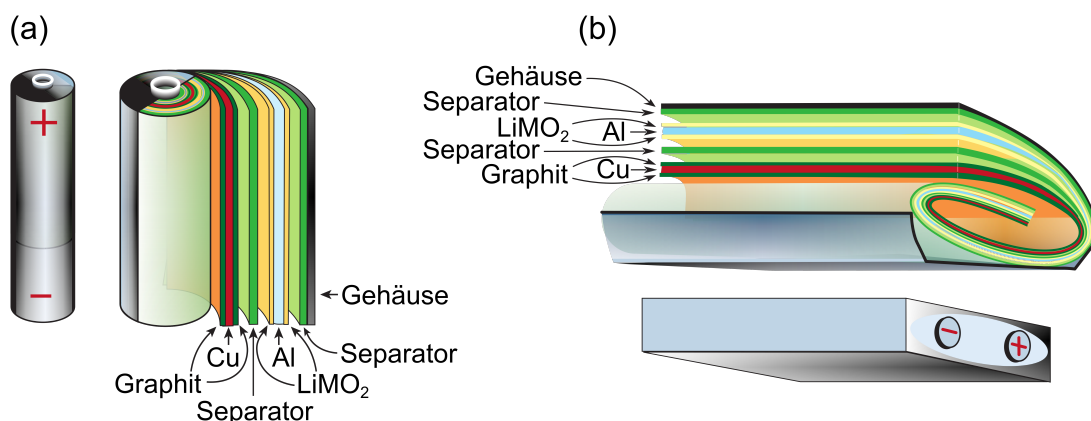 (a)
+
−
Gehäuse
Cu
Al
Separator
Graphit
LiMO₂
Separator
(b)
Gehäuse
Separator
LiMO₂
Al
Separator
Graphit
Cu
−
+